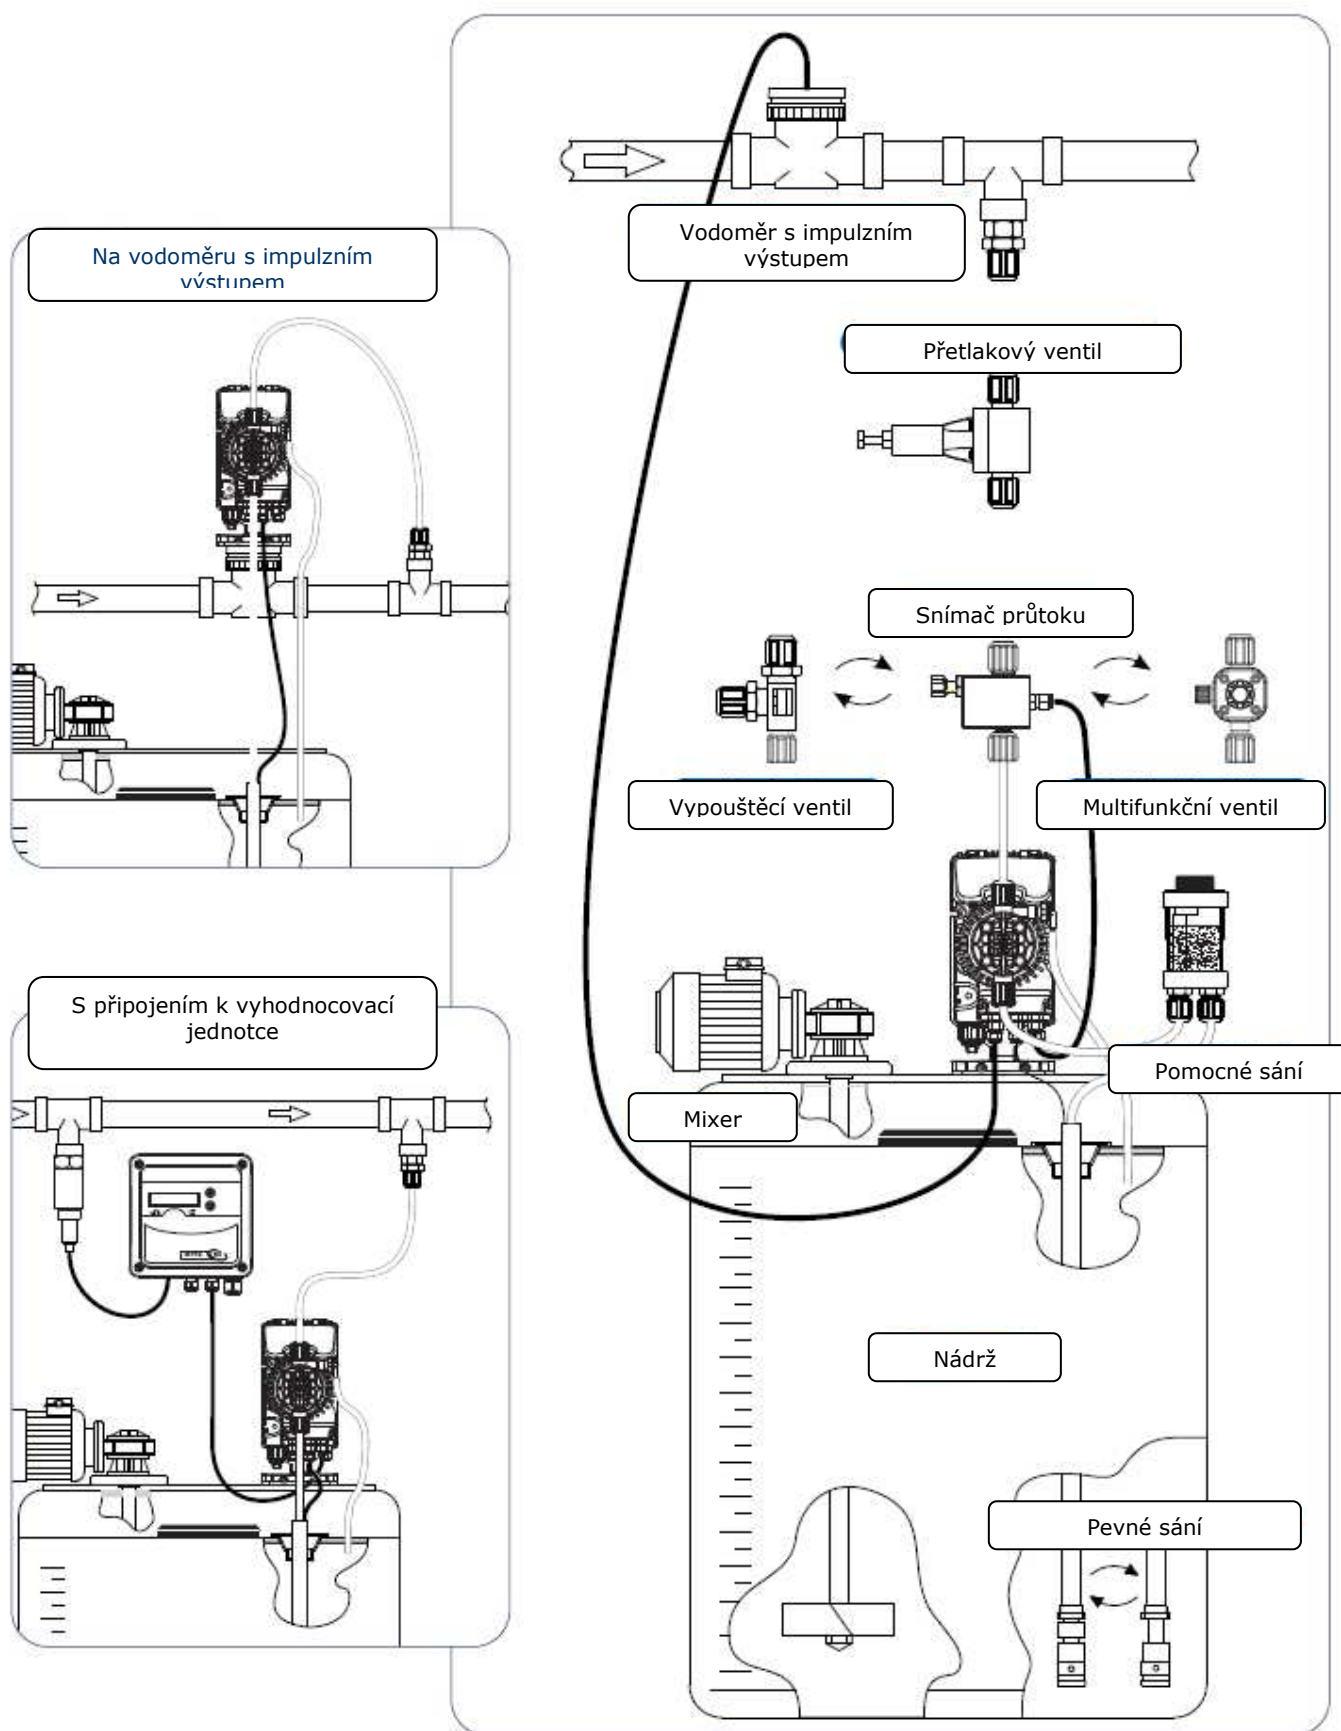 Vodoměr s impulzním
výstupem
Na vodoměru s impulzním
výstupem
Přetlakový ventil
Snímač průtoku
Vypouštěcí ventil
Multifunkční ventil
S připojením k vyhodnocovací
jednotce
Pomocné sání
Mixer
Nádrž
Pevné sání